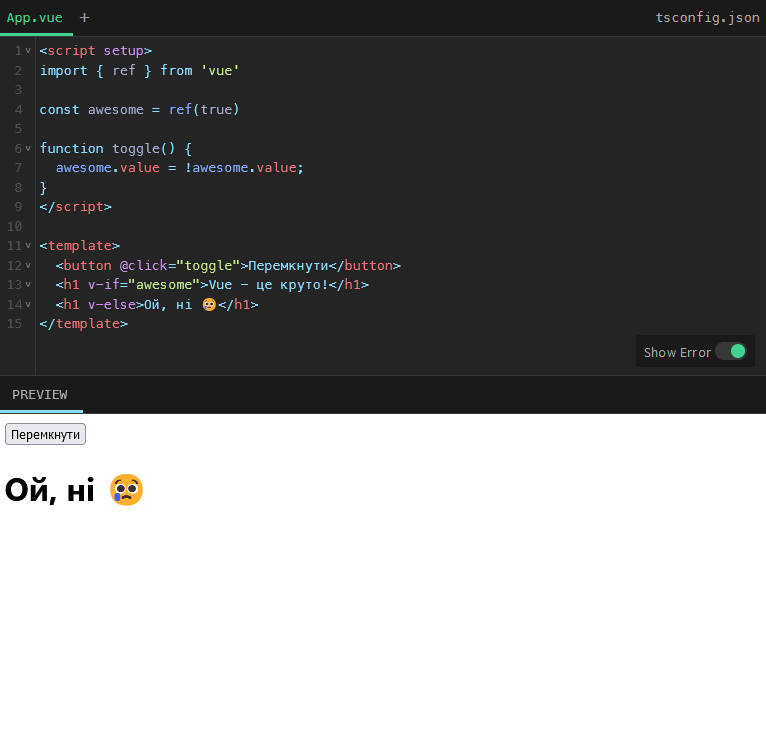 App.vue + tsconfig.json
1 <script setup>
2 import { ref } from 'vue'
3
4 const awesome = ref(true)
5
6 function toggle() {
7 awesome.value = !awesome.value;
8 }
9 </script>
10
11 <template>
12 <button @click="toggle">Перемкнути</button>
13 <h1 v-if="awesome">Vue - це круто!</h1>
14 <h1 v-else>Ой, ні 😢</h1>
15 </template>
Show Error
PREVIEW
Перемкнути
Ой, ні 😢